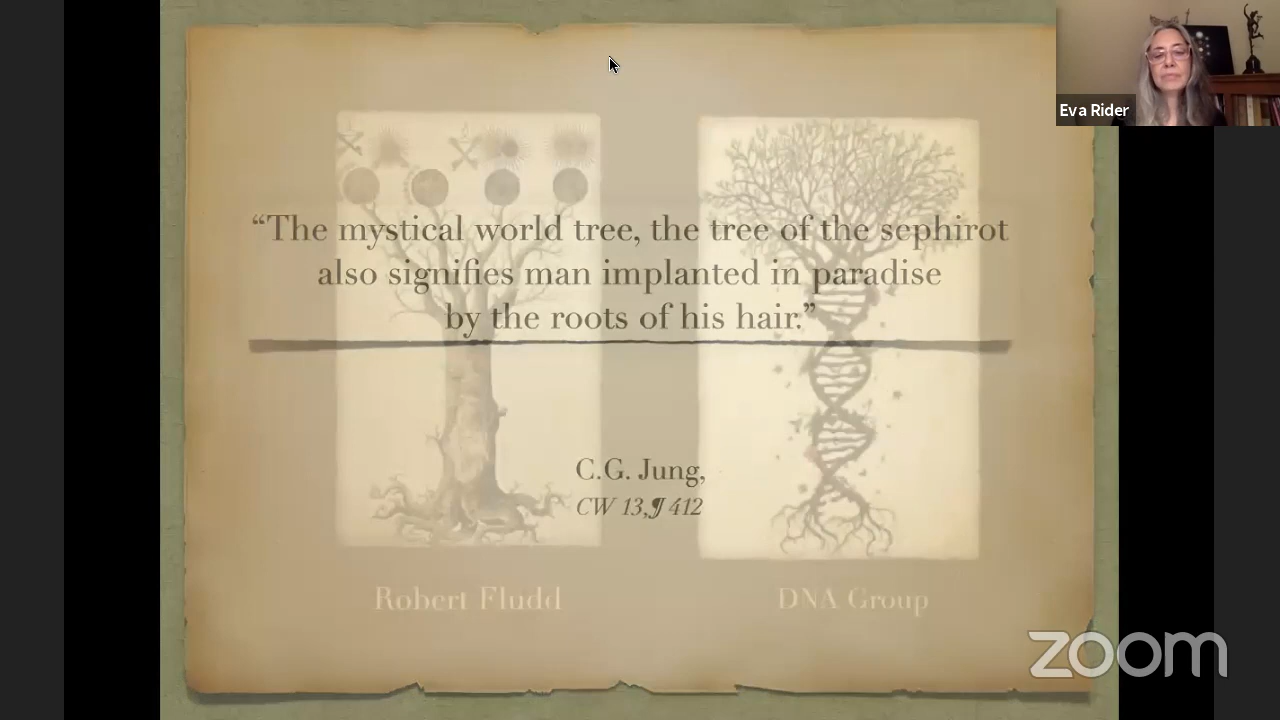 Eva Rider
“The mystical world tree, the tree of the sephirot
also signifies man implanted in paradise
by the roots of his hair.”
C.G. Jung,
CW 13,¶ 412
Robert Fludd
DNA Group
zoom